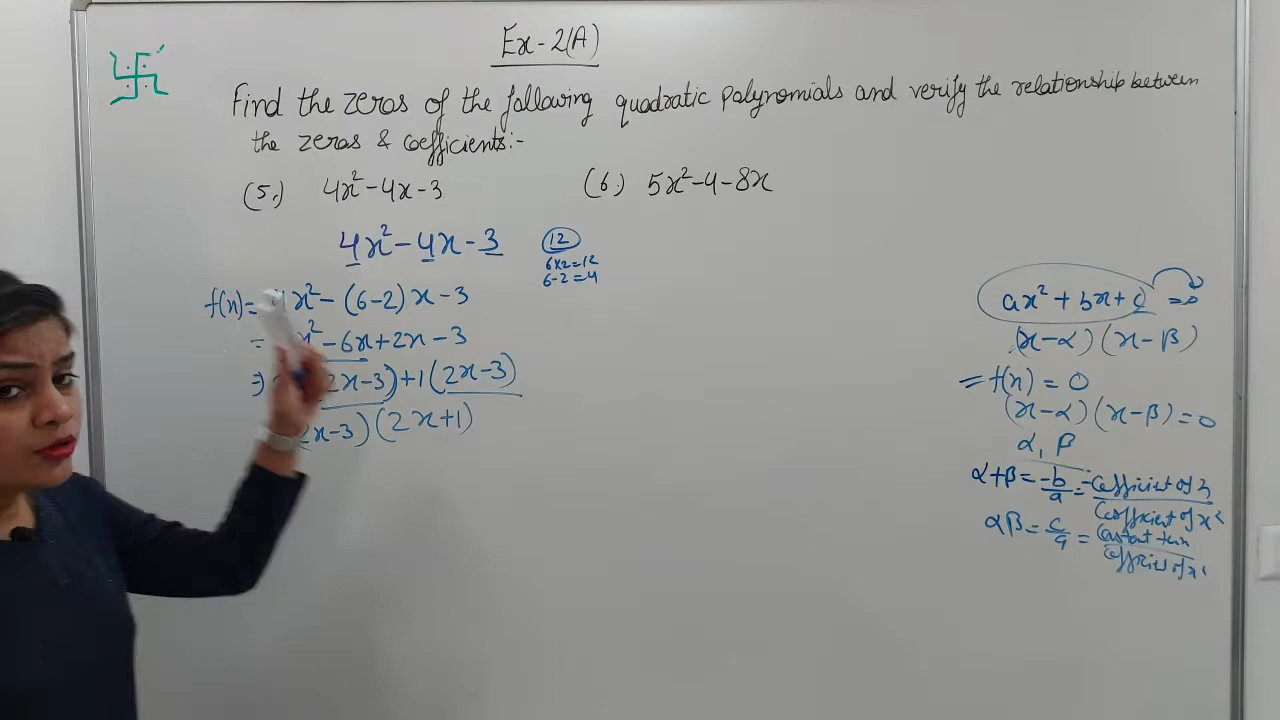 Ex-2(A)
Find the zeros of the following quadratic polynomials and verify the relationship between
the zeros & coefficients:-
(5.) 4x²-4x-3
(6.) 5x²-4-8x
4x²-4x-3
12
6x2=12
6-2=4
f(x)= 4x²-(6-2)x-3
= x²-6x+2x-3
⇒ 2x-3)+1(2x-3)
2x-3)(2x+1)
ax²+bx+c=0
(x-α)(x-β)
= f(x)=0
(x-α)(x-β)=0
α, β
α+β=-b/a=-Coefficient of x/Coefficient of x²
αβ=c/a=Constant term/Coefficient of x²